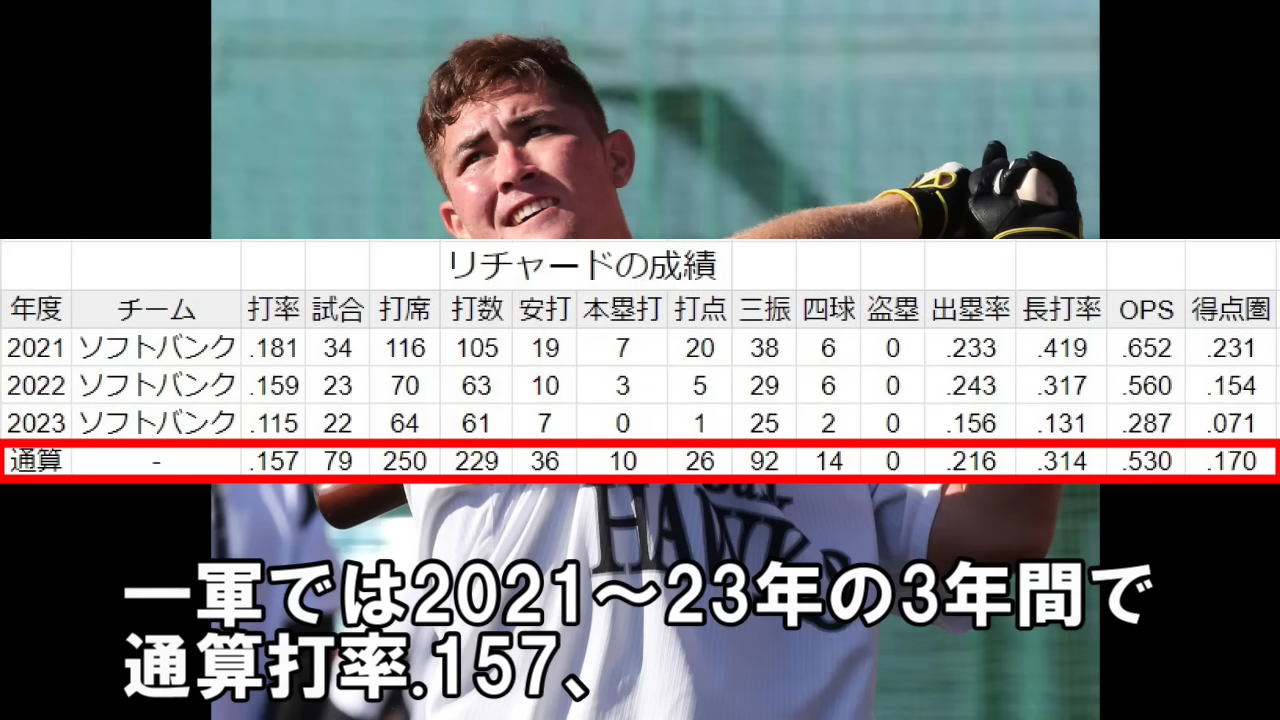 リチャードの成績
年度 チーム 打率 試合 打席 打数 安打 本塁打 打点 三振 四球 盗塁 出塁率 長打率 OPS 得点圏
2021 ソフトバンク .181 34 116 105 19 7 20 38 6 0 .233 .419 .652 .231
2022 ソフトバンク .159 23 70 63 10 3 5 29 6 0 .243 .317 .560 .154
2023 ソフトバンク .115 22 64 61 7 0 1 25 2 0 .156 .131 .287 .071
通算 - .157 79 250 229 36 10 26 92 14 0 .216 .314 .530 .170
HAWKS
一軍では2021～23年の3年間で
通算打率.157、